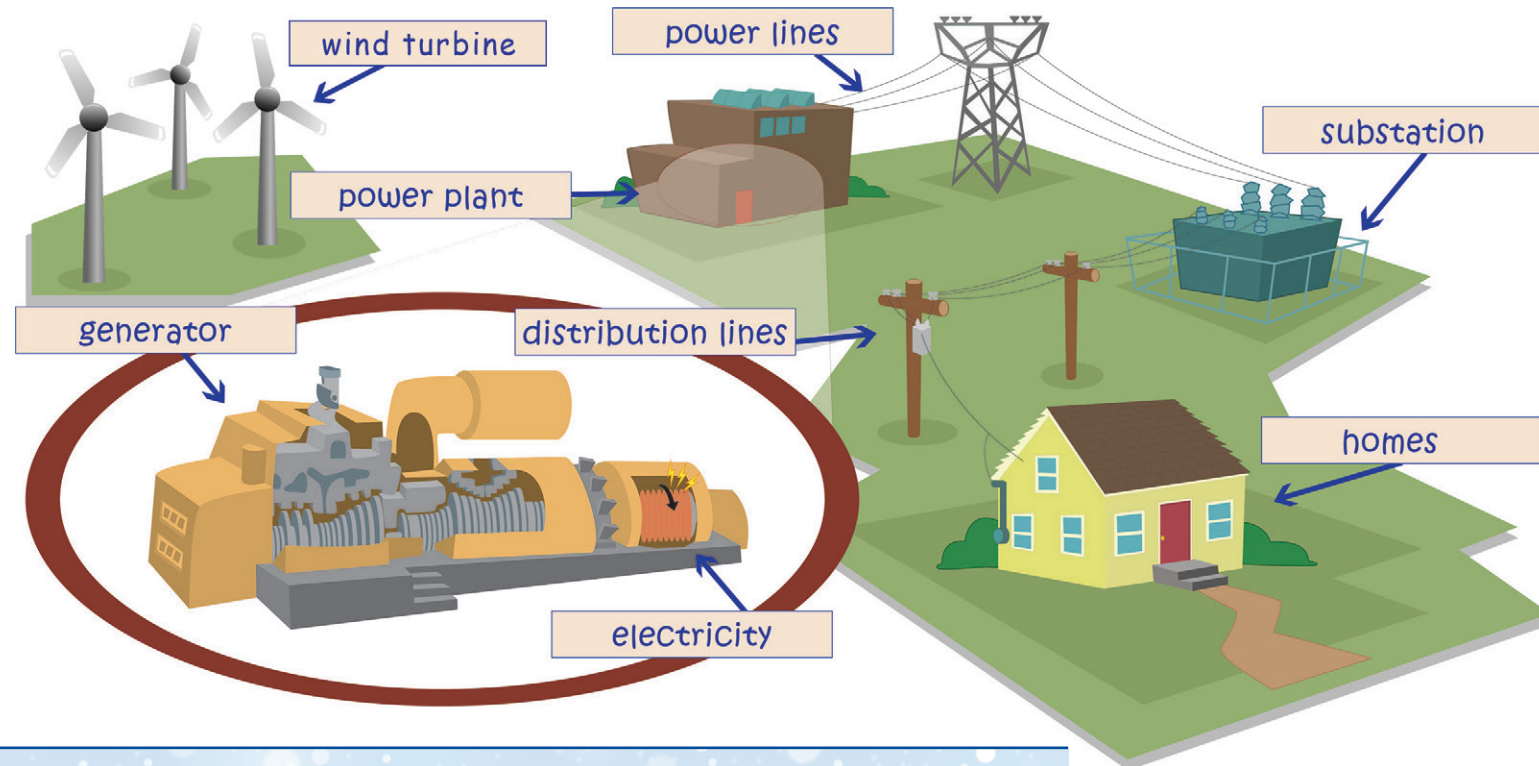 wind turbine
power lines
substation
power plant
generator
distribution lines
homes
electricity